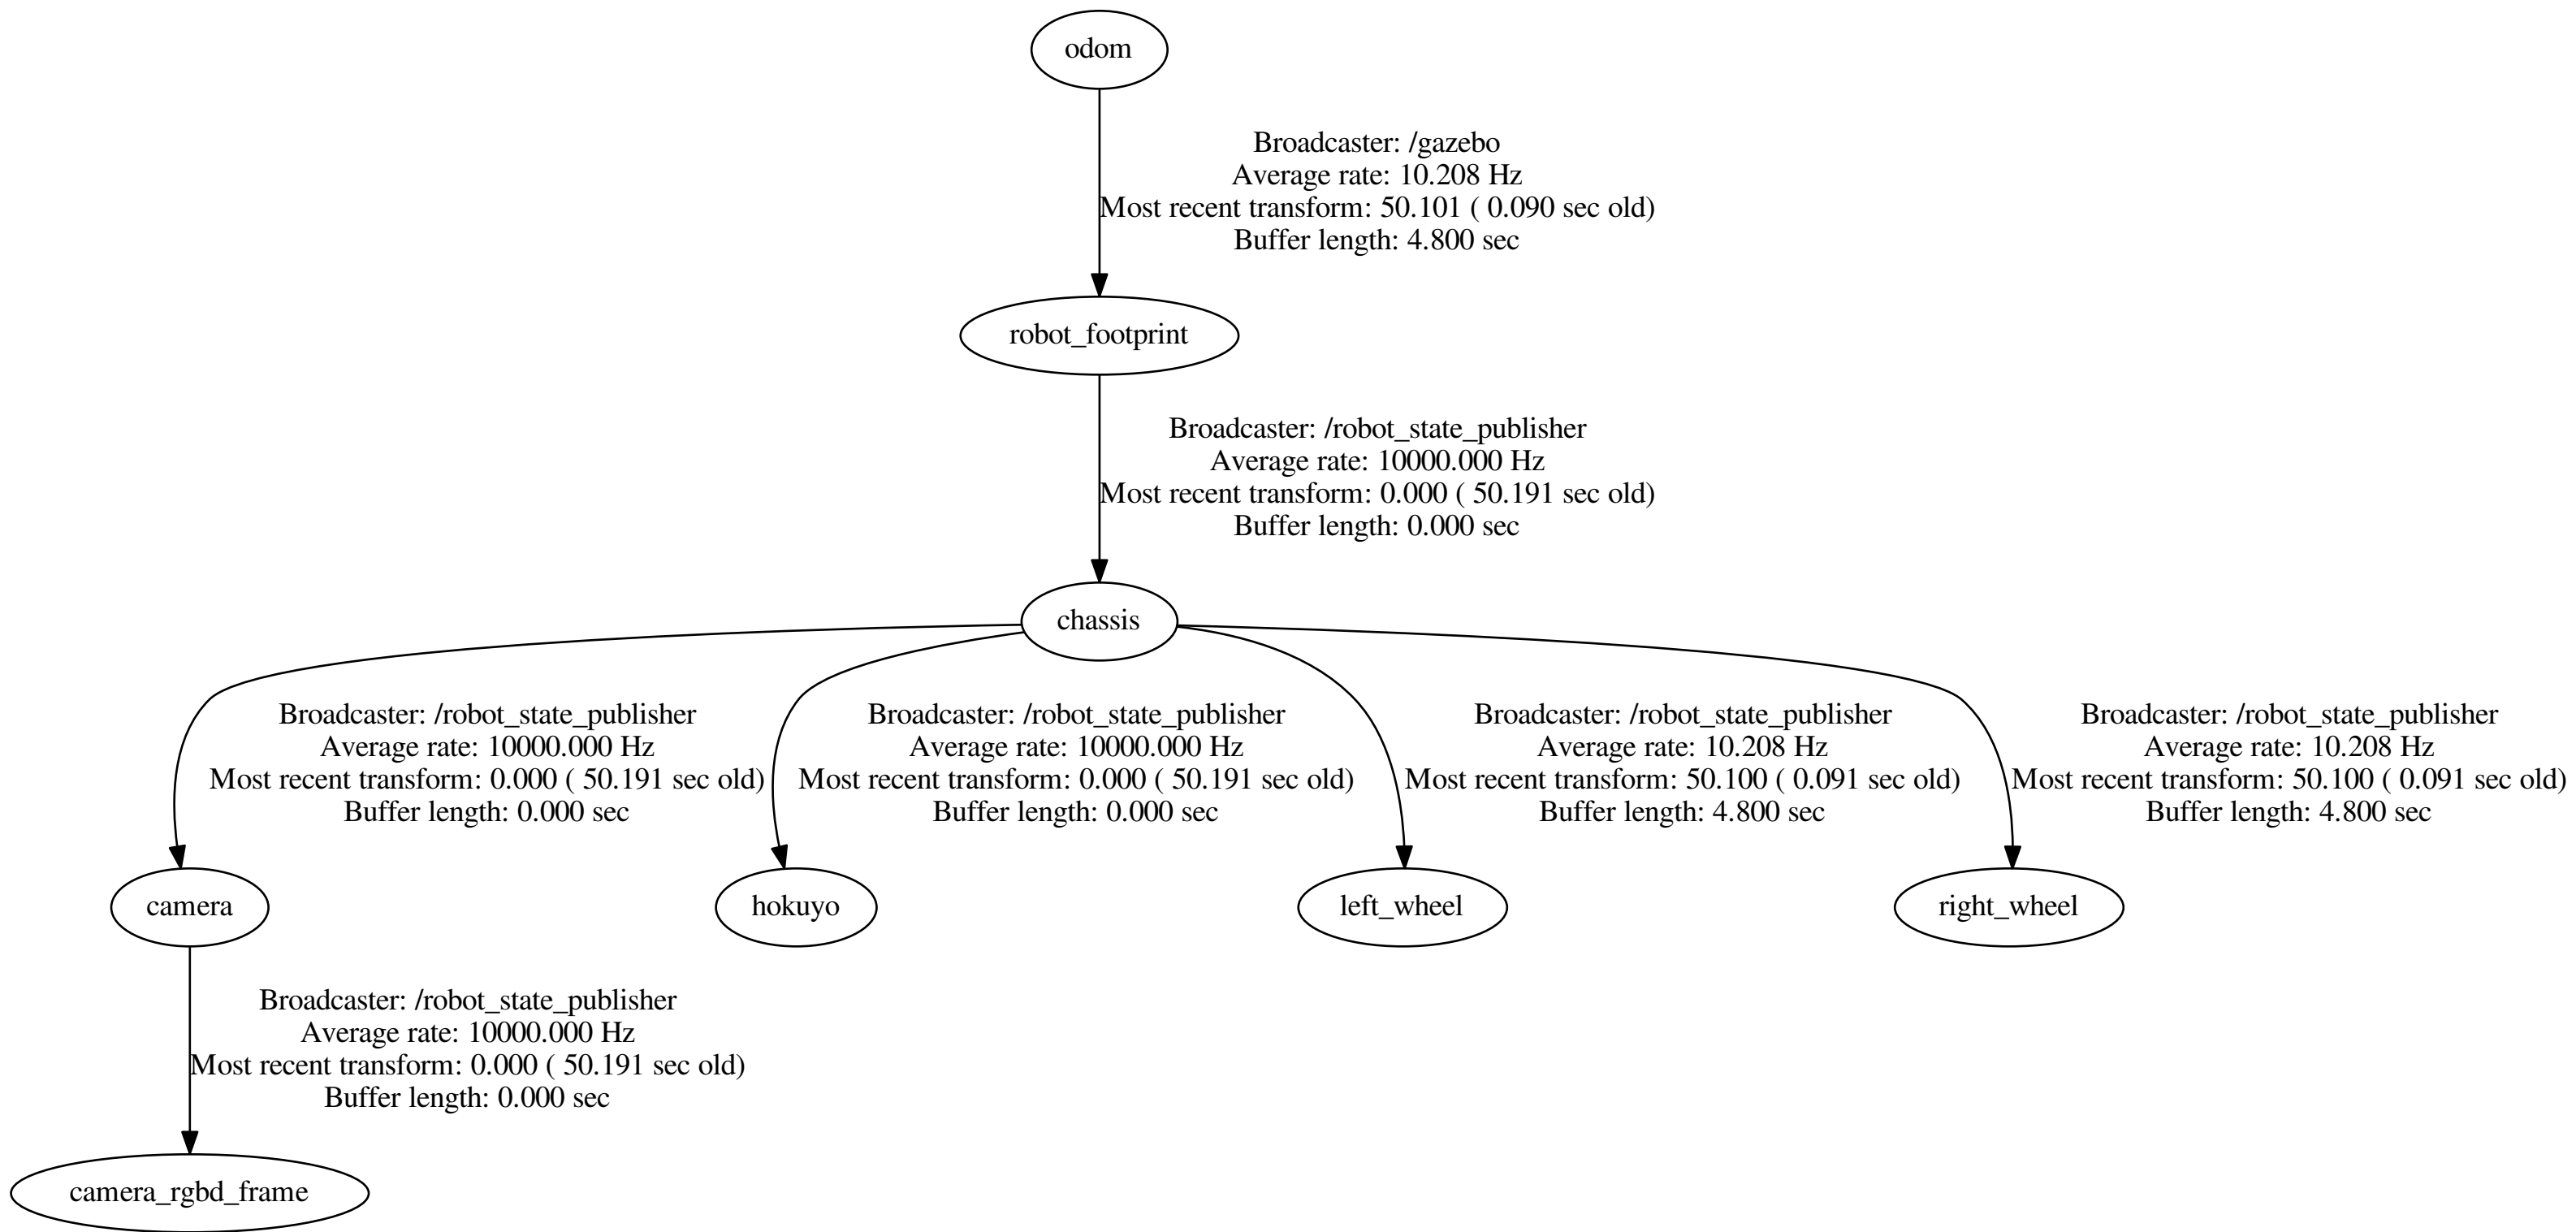 odom
Broadcaster: /gazebo
Average rate: 10.208 Hz
Most recent transform: 50.101 ( 0.090 sec old)
Buffer length: 4.800 sec
robot_footprint
Broadcaster: /robot_state_publisher
Average rate: 10000.000 Hz
Most recent transform: 0.000 ( 50.191 sec old)
Buffer length: 0.000 sec
chassis
Broadcaster: /robot_state_publisher
Average rate: 10000.000 Hz
Most recent transform: 0.000 ( 50.191 sec old)
Buffer length: 0.000 sec
Broadcaster: /robot_state_publisher
Average rate: 10000.000 Hz
Most recent transform: 0.000 ( 50.191 sec old)
Buffer length: 0.000 sec
Broadcaster: /robot_state_publisher
Average rate: 10.208 Hz
Most recent transform: 50.100 ( 0.091 sec old)
Buffer length: 4.800 sec
Broadcaster: /robot_state_publisher
Average rate: 10.208 Hz
Most recent transform: 50.100 ( 0.091 sec old)
Buffer length: 4.800 sec
camera
hokuyo
left_wheel
right_wheel
Broadcaster: /robot_state_publisher
Average rate: 10000.000 Hz
Most recent transform: 0.000 ( 50.191 sec old)
Buffer length: 0.000 sec
camera_rgbd_frame